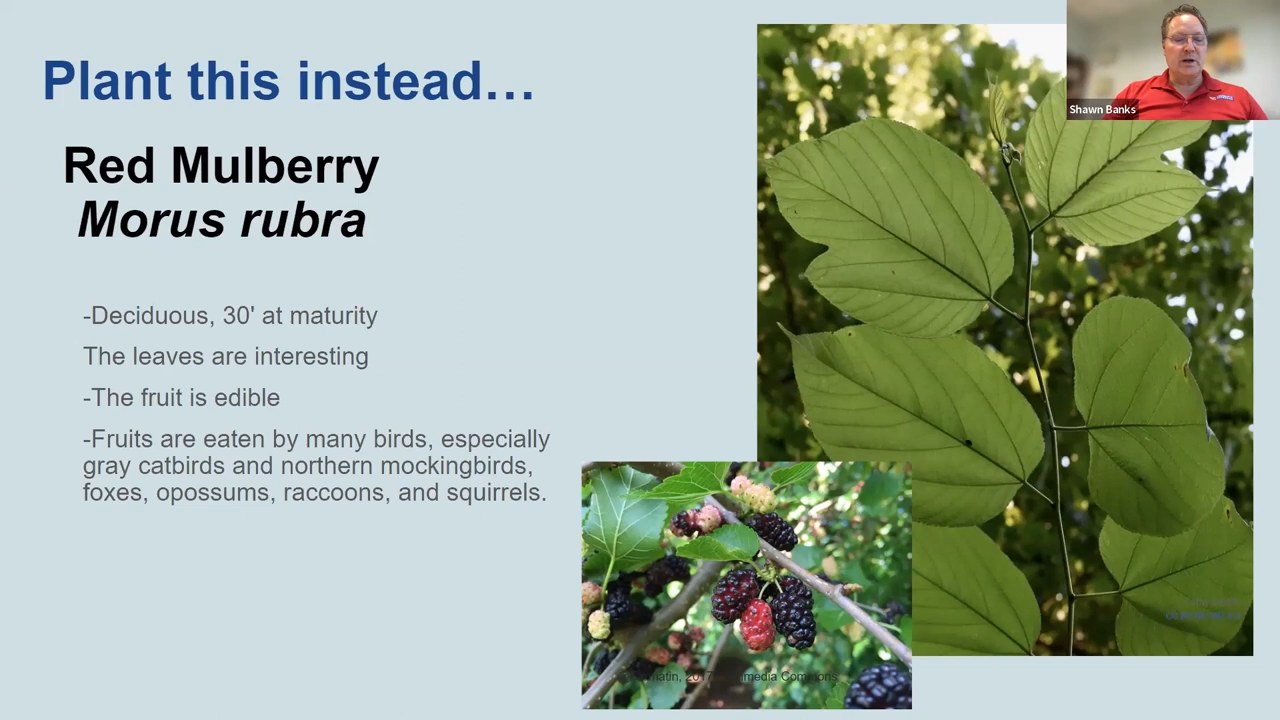 Plant this instead…
Shawn Banks
Red Mulberry
Morus rubra
-Deciduous, 30' at maturity
The leaves are interesting
-The fruit is edible
-Fruits are eaten by many birds, especially
gray catbirds and northern mockingbirds,
foxes, opossums, raccoons, and squirrels.
Commons